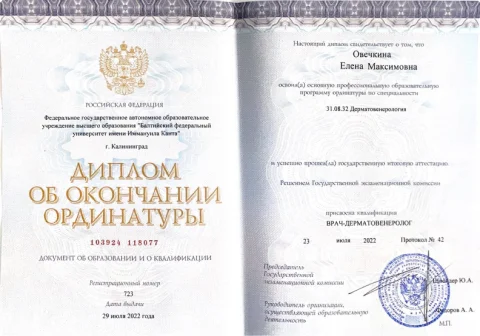 РОССИЙСКАЯ ФЕДЕРАЦИЯ
Федеральное государственное автономное образовательное
учреждение высшего образования "Балтийский федеральный
университет имени Иммануила Канта"
г. Калининград
ДИПЛОМ
ОБ ОКОНЧАНИИ
ОРДИНАТУРЫ
103924 118077
ДОКУМЕНТ ОБ ОБРАЗОВАНИИ И О КВАЛИФИКАЦИИ
Регистрационный номер
723
Дата выдачи
29 июля 2022 года
Настоящий диплом свидетельствует о том, что
Овечкина
Елена Максимовна
освоил(а) основную профессиональную образовательную
программу ординатуры по специальности
31.08.32 Дерматовенерология
и успешно прошел(ла) государственную итоговую аттестацию
Решением Государственной экзаменационной комиссии
присвоена квалификация
ВРАЧ-ДЕРМАТОВЕНЕРОЛОГ
23 июля 2022 Протокол № 42
Председатель
Государственной
экзаменационной комиссии
Ю.А.
Руководитель организации,
осуществляющей образовательную
деятельность
Федоров А. А.
М.П.